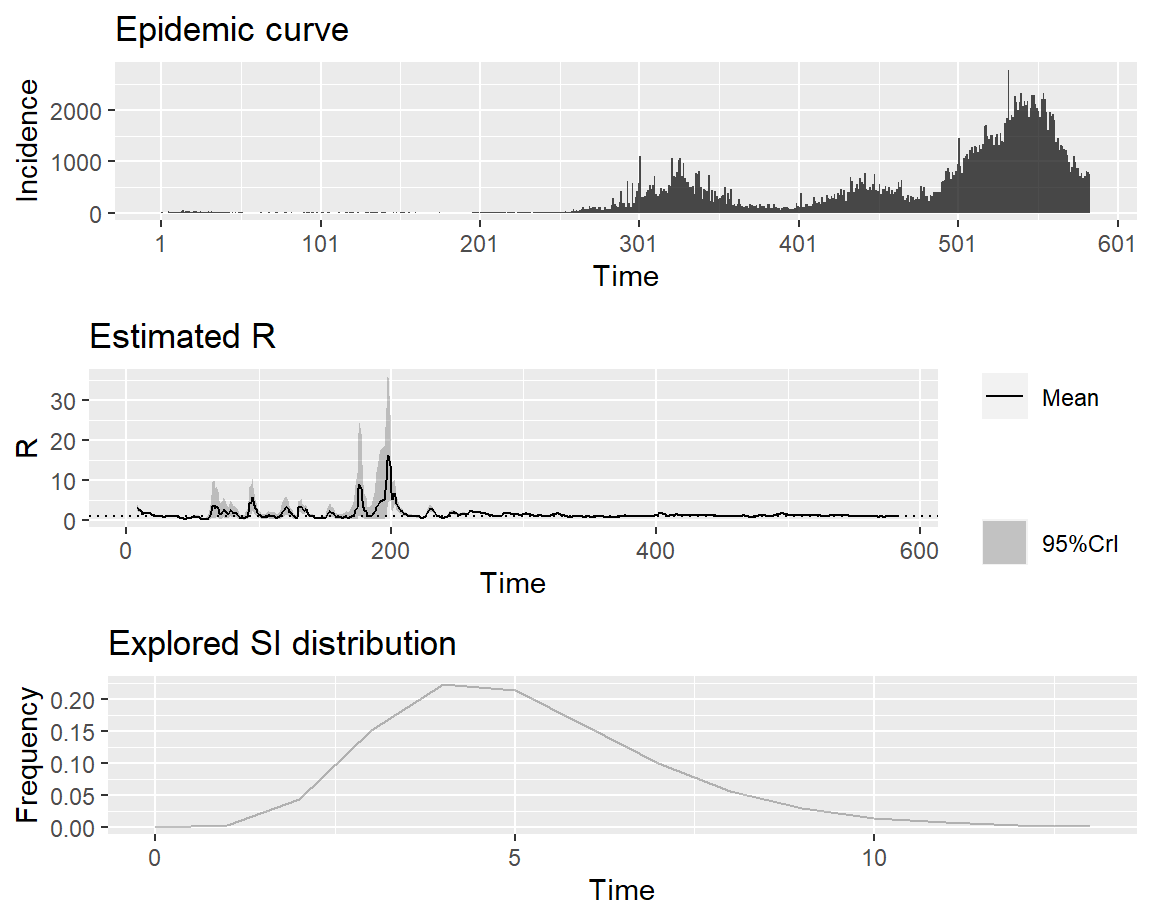 Epidemic curve
Incidence
2000
1000
0
1 101 201 301 401 501 601
Time
Estimated R
R
30
20
10
0
0 200 400 600
Time
Mean
95%CrI
Explored SI distribution
Frequency
0.20
0.15
0.10
0.05
0.00
0 5 10
Time